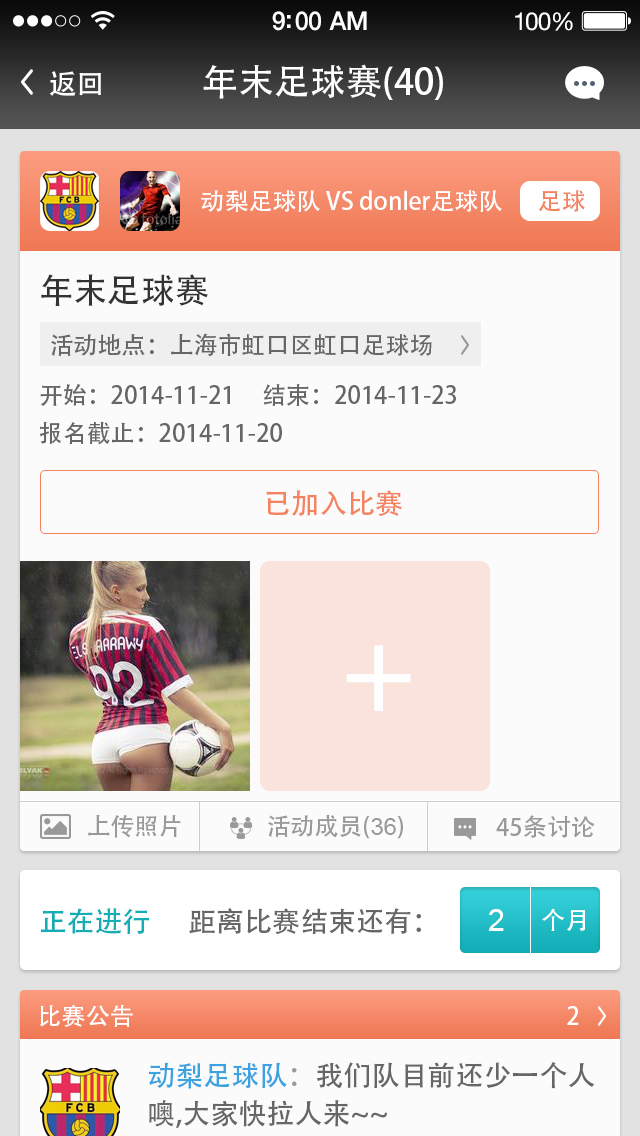 9:00 AM 100%
返回 年末足球赛(40)
FCB
动梨足球队 VS donler足球队 足球
年末足球赛
活动地点：上海市虹口区虹口足球场
开始：2014-11-21 结束：2014-11-23
报名截止：2014-11-20
已加入比赛
92
上传照片 活动成员(36) 45条讨论
正在进行 距离比赛结束还有： 2 个月
比赛公告 2
FCB
动梨足球队：我们队目前还少一个人
噢,大家快拉人来~~